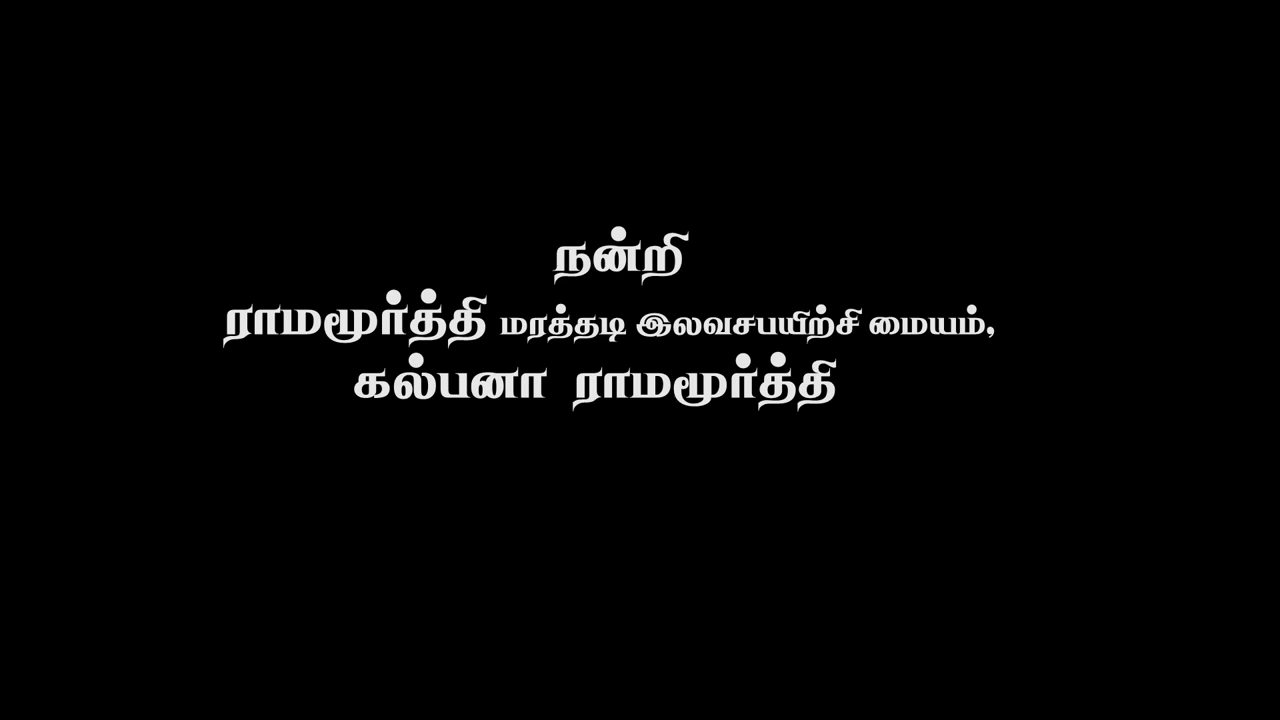 நன்றி
ராமமூர்த்தி மரத்தடி இலவசபயிற்சி மையம்,
கல்பனா ராமமூர்த்தி